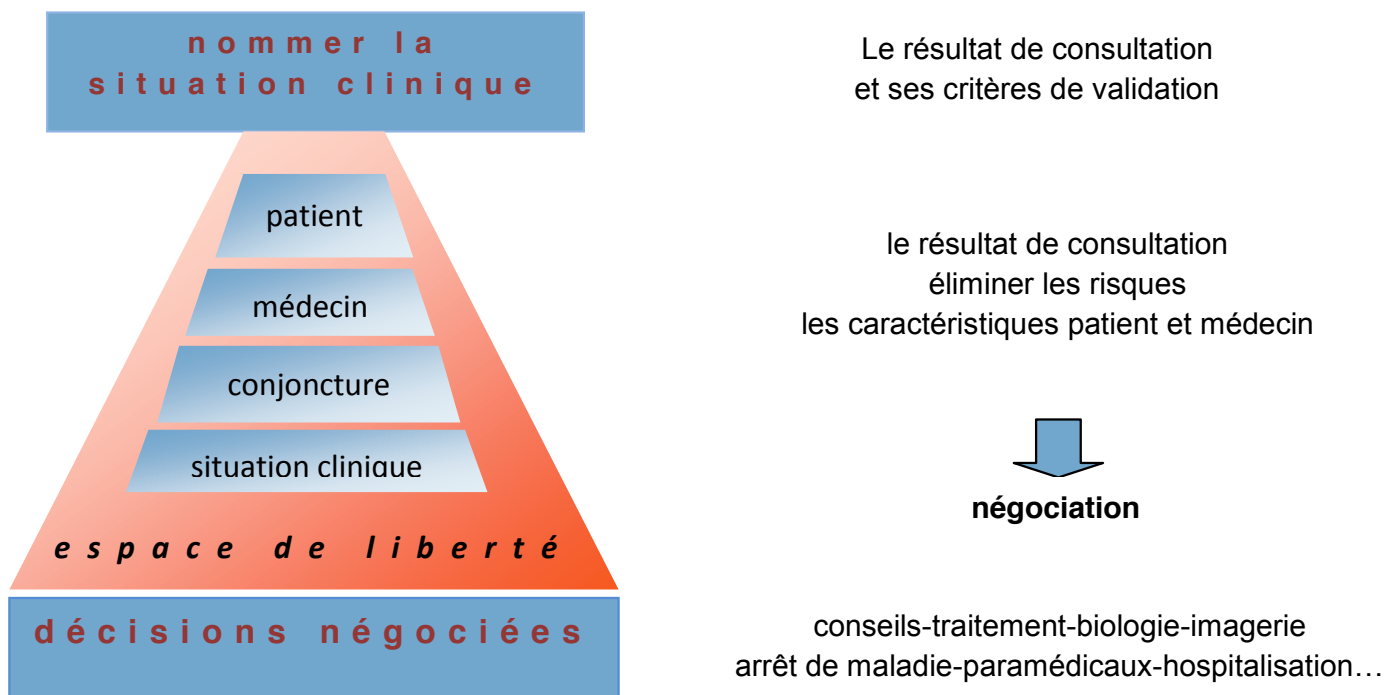 nommer la
situation clinique
Le résultat de consultation
et ses critères de validation
patient
médecin
conjoncture
situation clinique
espace de liberté
le résultat de consultation
éliminer les risques
les caractéristiques patient et médecin
négociation
décisions négociées
conseils-traitement-biologie-imagerie
arrêt de maladie-paramédicaux-hospitalisation…